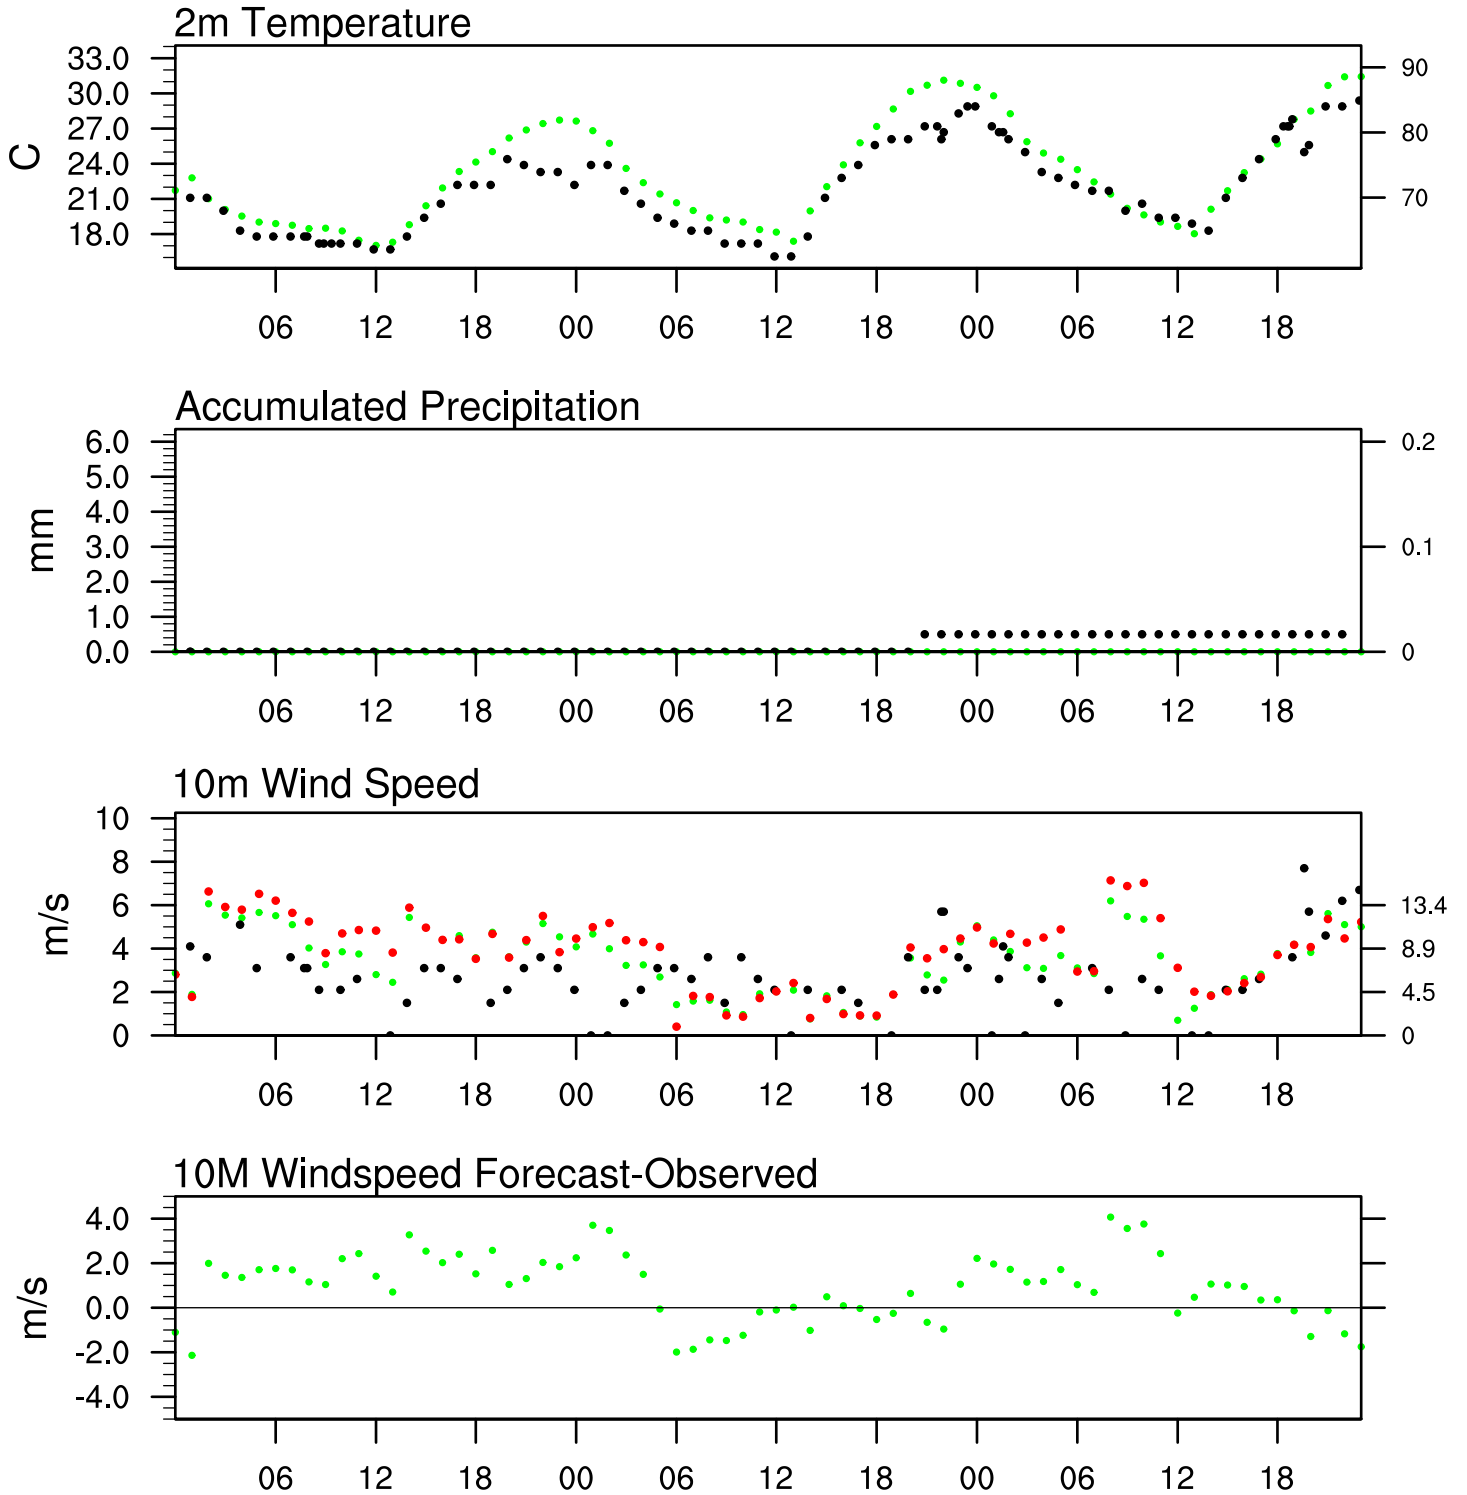 2m Temperature
33.0
30.0
27.0
24.0
21.0
18.0
C
90
80
70
06 12 18 00 06 12 18 00 06 12 18
Accumulated Precipitation
6.0
5.0
4.0
3.0
2.0
1.0
0.0
mm
0.2
0.1
0
06 12 18 00 06 12 18 00 06 12 18
10m Wind Speed
10
8
6
4
2
0
m/s
13.4
8.9
4.5
0
06 12 18 00 06 12 18 00 06 12 18
10M Windspeed Forecast-Observed
4.0
2.0
0.0
-2.0
-4.0
m/s
06 12 18 00 06 12 18 00 06 12 18